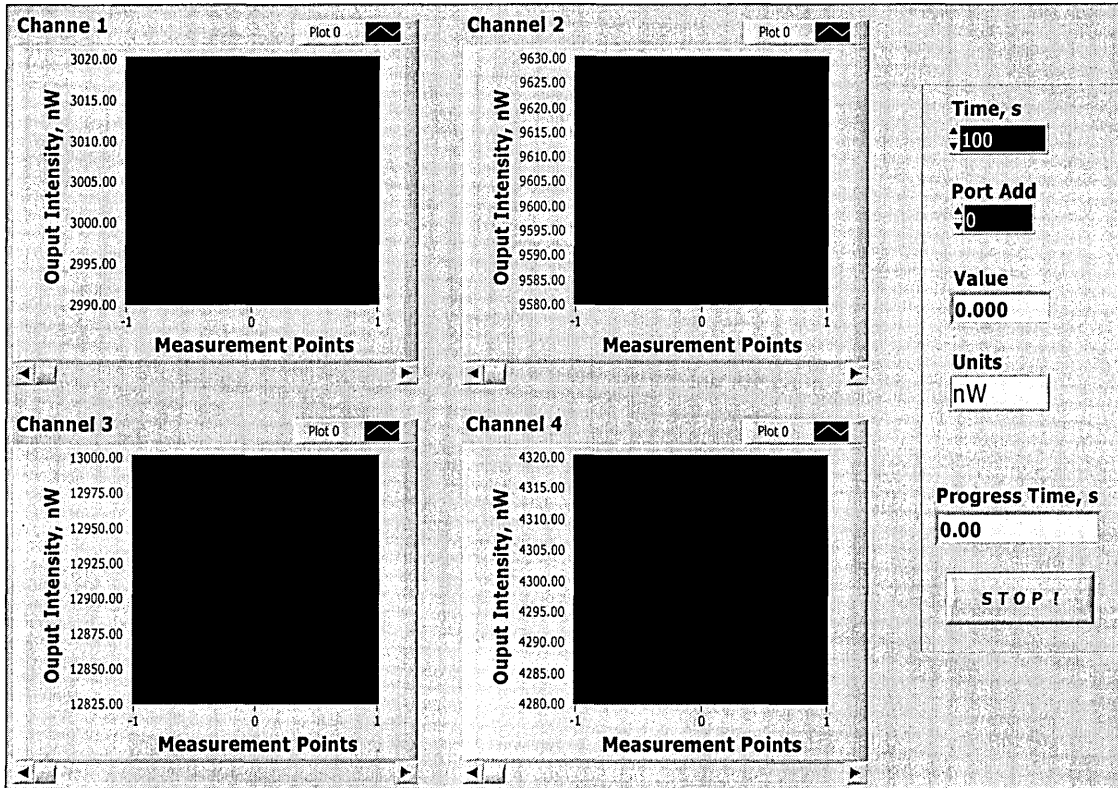 Channe 1
Plot 0
3020.00
3015.00
3010.00
3005.00
3000.00
2995.00
2990.00
Ouput Intensity, nW
-1 0 1
Measurement Points
Channel 2
Plot 0
9630.00
9625.00
9620.00
9615.00
9610.00
9605.00
9600.00
9595.00
9590.00
9585.00
9580.00
Ouput Intensity, nW
-1 0 1
Measurement Points
Channel 3
Plot 0
13000.00
12975.00
12950.00
12925.00
12900.00
12875.00
12850.00
12825.00
Ouput Intensity, nW
-1 0 1
Measurement Points
Channel 4
Plot 0
4320.00
4315.00
4310.00
4305.00
4300.00
4295.00
4290.00
4285.00
4280.00
Ouput Intensity, nW
-1 0 1
Measurement Points
Time, s
100
Port Add
0
Value
0.000
Units
nW
Progress Time, s
0.00
STOP!